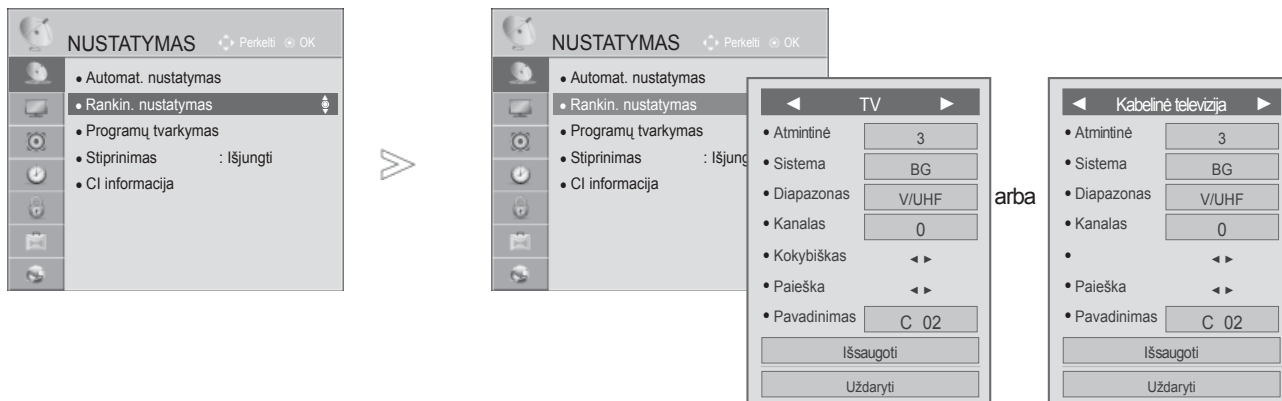 NUSTATYMAS Perkelti OK
• Automat. nustatymas
• Rankin. nustatymas
• Programų tvarkymas
• Stiprinimas : Išjungti
• CI informacija
NUSTATYMAS Perkelti OK
• Automat. nustatymas
• Rankin. nustatymas
• Programų tvarkymas
• Stiprinimas : Išjung
• CI informacija
◄ TV ►
• Atmintinė 3
• Sistema BG
• Diapazonas V/UHF
• Kanalas 0
• Kokybiškas ◄ ►
• Paieška ◄ ►
• Pavadinimas C 02
Išsaugoti
Uždaryti
arba
◄ Kabelinė televizija ►
• Atmintinė 3
• Sistema BG
• Diapazonas V/UHF
• Kanalas 0
• ◄ ►
• Paieška ◄ ►
• Pavadinimas C 02
Išsaugoti
Uždaryti